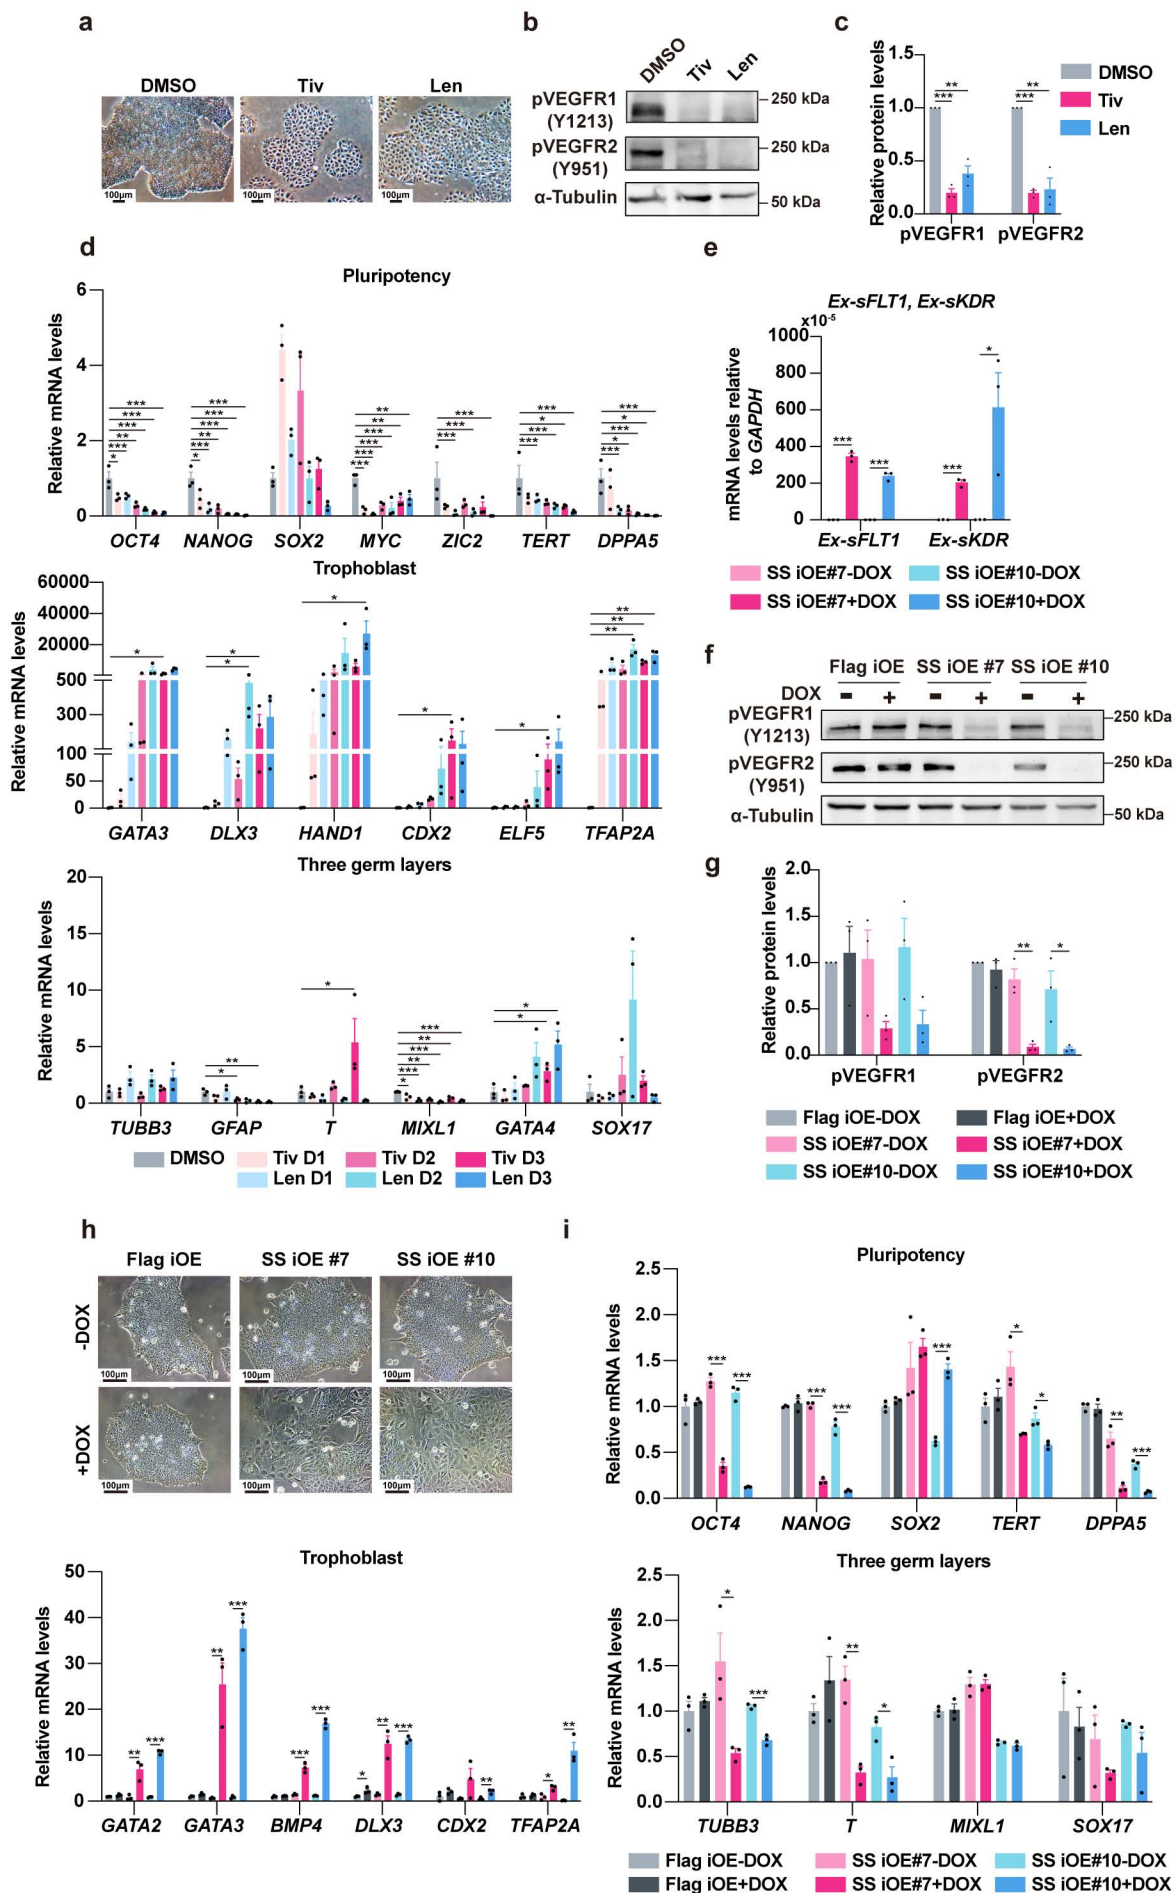 a
DMSO
Tiv
Len
100μm
100μm
100μm
b
DMSO
Tiv
Len
pVEGFR1
(Y1213)
250 kDa
pVEGFR2
(Y951)
250 kDa
α-Tubulin
50 kDa
c
Relative protein levels
1.5
1.0
0.5
0.0
*** **
*** **
pVEGFR1
pVEGFR2
DMSO
Tiv
Len
d
Pluripotency
Relative mRNA levels
6
4
2
0
OCT4 NANOG SOX2 MYC ZIC2 TERT DPPA5
Trophoblast
Relative mRNA levels
60000
40000
20000
500
300
100
50
0
GATA3 DLX3 HAND1 CDX2 ELF5 TFAP2A
Three germ layers
Relative mRNA levels
20
15
10
5
0
TUBB3 GFAP T MIXL1 GATA4 SOX17
DMSO Tiv D1 Tiv D2 Tiv D3
Len D1 Len D2 Len D3
e
Ex-sFLT1, Ex-sKDR
x10-5
mRNA levels relative
to GAPDH
1000
800
600
400
200
0
*** *** *** *
Ex-sFLT1 Ex-sKDR
SS iOE#7-DOX SS iOE#10-DOX
SS iOE#7+DOX SS iOE#10+DOX
f
Flag iOE SS iOE #7 SS iOE #10
DOX - + - + - +
pVEGFR1
(Y1213)
250 kDa
pVEGFR2
(Y951)
250 kDa
α-Tubulin
50 kDa
g
Relative protein levels
2.0
1.5
1.0
0.5
0.0
** *
pVEGFR1 pVEGFR2
Flag iOE-DOX Flag iOE+DOX
SS iOE#7-DOX SS iOE#7+DOX
SS iOE#10-DOX SS iOE#10+DOX
h
Flag iOE SS iOE #7 SS iOE #10
-DOX
100μm 100μm 100μm
+DOX
100μm 100μm 100μm
i
Pluripotency
Relative mRNA levels
2.5
2.0
1.5
1.0
0.5
0.0
*** *** *** *** *** * * ** ***
OCT4 NANOG SOX2 TERT DPPA5
Trophoblast
Relative mRNA levels
50
40
30
20
10
0
** *** ** *** *** *** * ** *** ** * **
GATA2 GATA3 BMP4 DLX3 CDX2 TFAP2A
Three germ layers
Relative mRNA levels
2.5
2.0
1.5
1.0
0.5
0.0
* *** ** *
TUBB3 T MIXL1 SOX17
Flag iOE-DOX SS iOE#7-DOX SS iOE#10-DOX
Flag iOE+DOX SS iOE#7+DOX SS iOE#10+DOX